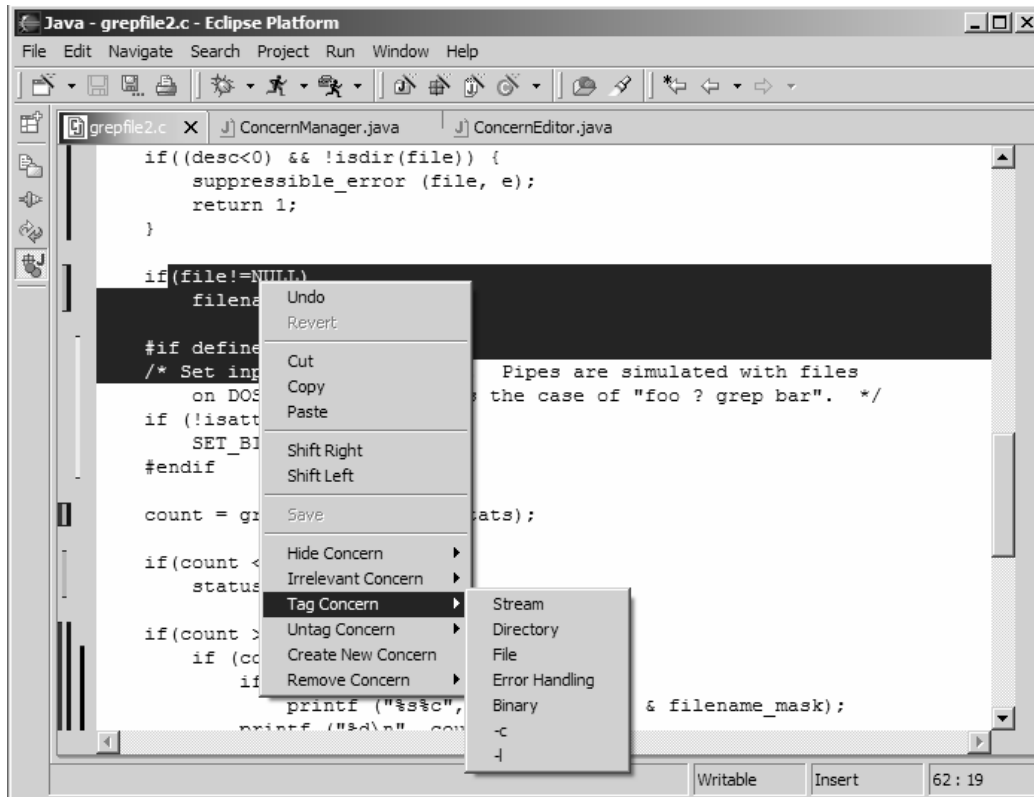 Java - grepfile2.c - Eclipse Platform
File Edit Navigate Search Project Run Window Help
grepfile2.c ConcernManager.java ConcernEditor.java
if((desc<0) && !isdir(file)) {
suppressible_error (file, e);
return 1;
}
if(file!=NULL)
filena
#if define
/* Set inp Pipes are simulated with files
on DOS the case of "foo ? grep bar". */
if (!isatt
SET_BI
#endif
count = gr ats);
if(count <
status
if(count >
if (co
if
printf ("%s%c", & filename_mask);
printf ("%d\n", cou
Undo
Revert
Cut
Copy
Paste
Shift Right
Shift Left
Save
Hide Concern
Irrelevant Concern
Tag Concern
Untag Concern
Create New Concern
Remove Concern
Stream
Directory
File
Error Handling
Binary
-c
-l
Writable Insert 62 : 19